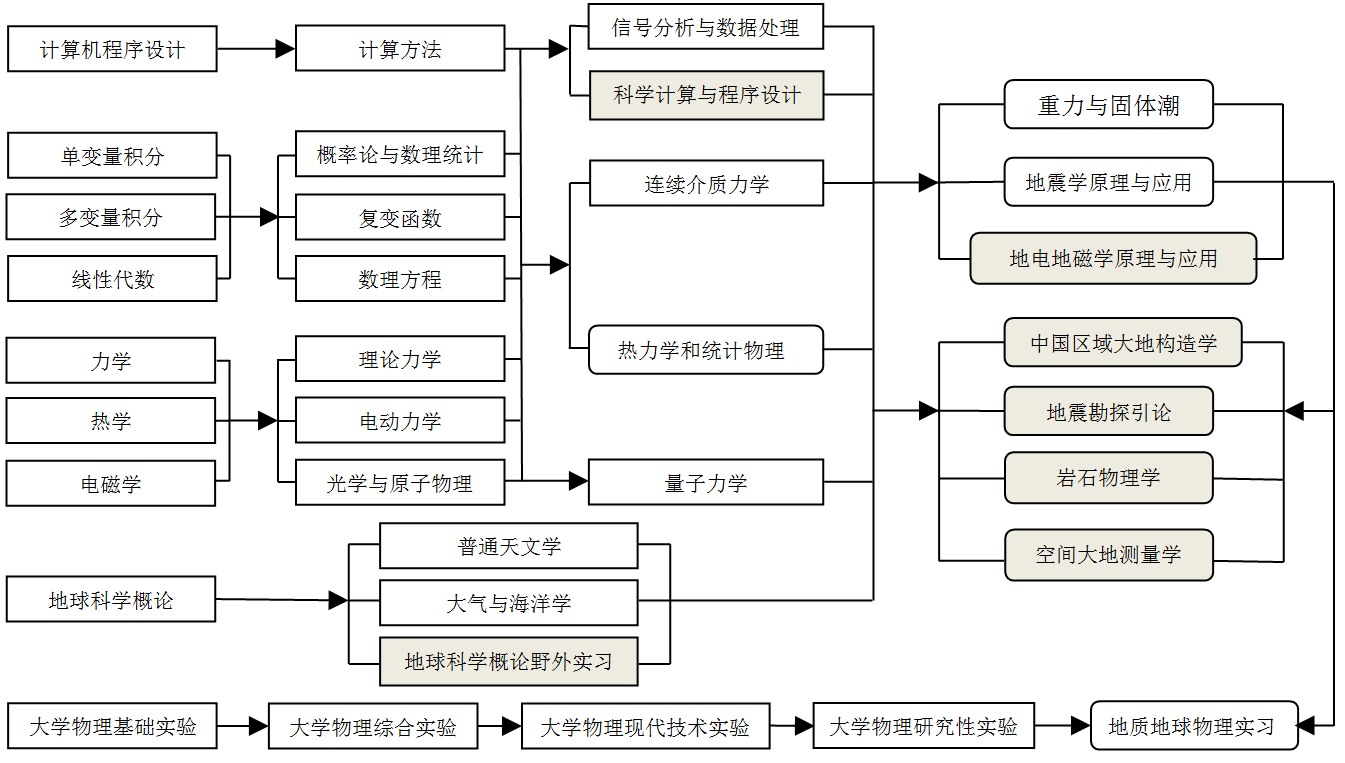 计算机程序设计
计算方法
信号分析与数据处理
科学计算与程序设计
重力与固体潮
单变量积分
概率论与数理统计
连续介质力学
地震学原理与应用
多变量积分
复变函数
地电地磁学原理与应用
线性代数
数理方程
力学
理论力学
热力学和统计物理
中国区域大地构造学
热学
电动力学
地震勘探引论
电磁学
光学与原子物理
量子力学
岩石物理学
普通天文学
空间大地测量学
地球科学概论
大气与海洋学
地球科学概论野外实习
大学物理基础实验
大学物理综合实验
大学物理现代技术实验
大学物理研究性实验
地质地球物理实习